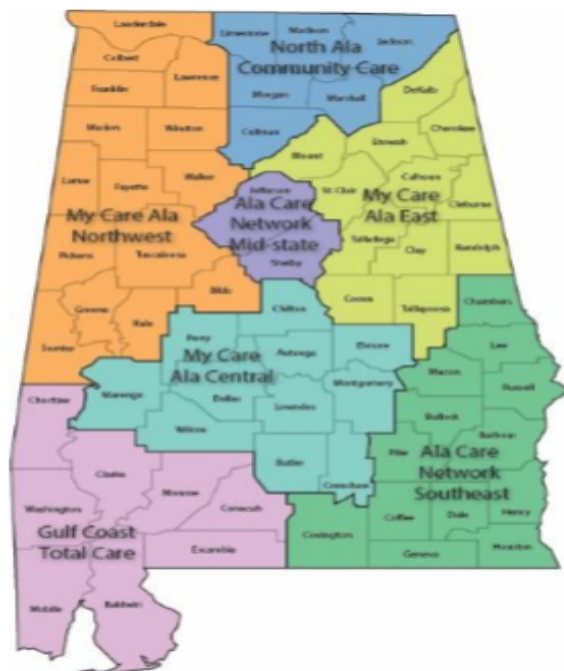 Lauderdale
Limestone
Madison
Jackson
Colbert
North Ala
Community Care
Lawrence
Franklin
Morgan
Marshall
DeKalb
Marion
Winston
Cullman
Cherokee
Etowah
Blount
Lamar
Fayette
Walker
Jefferson
St. Clair
Calhoun
Cleburne
My Care Ala
Northwest
Ala Care
Network
Mid-state
My Care
Ala East
Pickens
Tuscaloosa
Shelby
Talladega
Clay
Randolph
Bibb
Greene
Hale
Sumter
Chilton
Coosa
Tallapoosa
Chambers
Perry
Autauga
Elmore
Lee
My Care
Ala Central
Macon
Russell
Choctaw
Marengo
Dallas
Montgomery
Lowndes
Bullock
Wilcox
Barbour
Clarke
Butler
Crenshaw
Pike
Ala Care
Network
Southeast
Monroe
Washington
Conecuh
Coffee
Dale
Henry
Gulf Coast
Total Care
Covington
Houston
Escambia
Geneva
Mobile
Baldwin